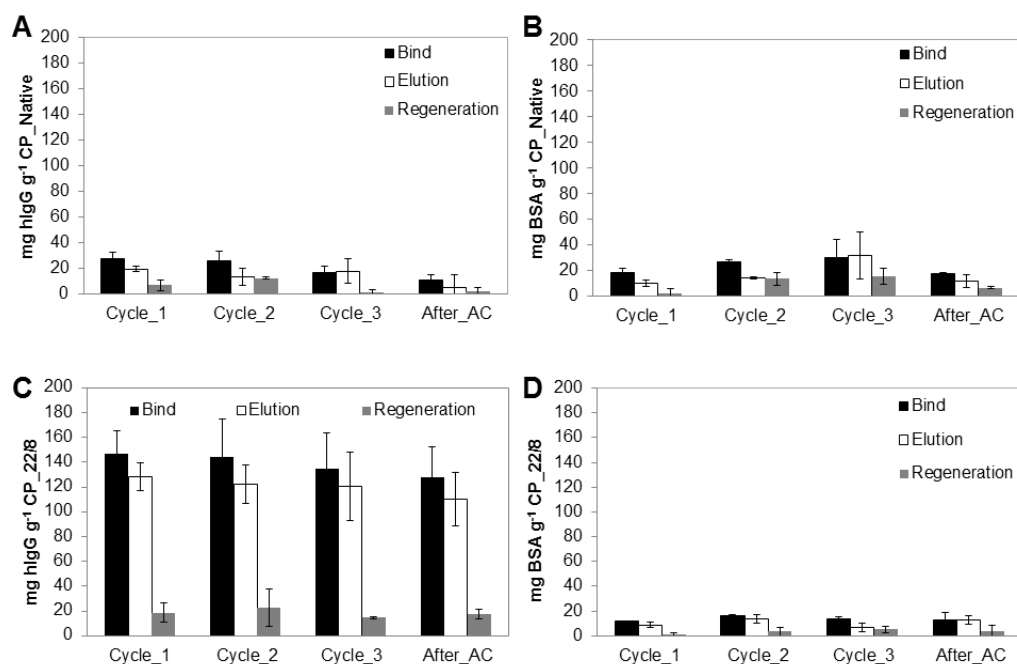 A
mg hIgG g-1 CP_Native
200
180
160
140
120
100
80
60
40
20
0
Bind
Elution
Regeneration
Cycle_1 Cycle_2 Cycle_3 After_AC
B
mg BSA g-1 CP_Native
200
180
160
140
120
100
80
60
40
20
0
Bind
Elution
Regeneration
Cycle_1 Cycle_2 Cycle_3 After_AC
C
mg hIgG g-1 CP_22/8
200
180
160
140
120
100
80
60
40
20
0
Bind Elution Regeneration
Cycle_1 Cycle_2 Cycle_3 After_AC
D
mg BSA g-1 CP_22/8
200
180
160
140
120
100
80
60
40
20
0
Bind
Elution
Regeneration
Cycle_1 Cycle_2 Cycle_3 After_AC